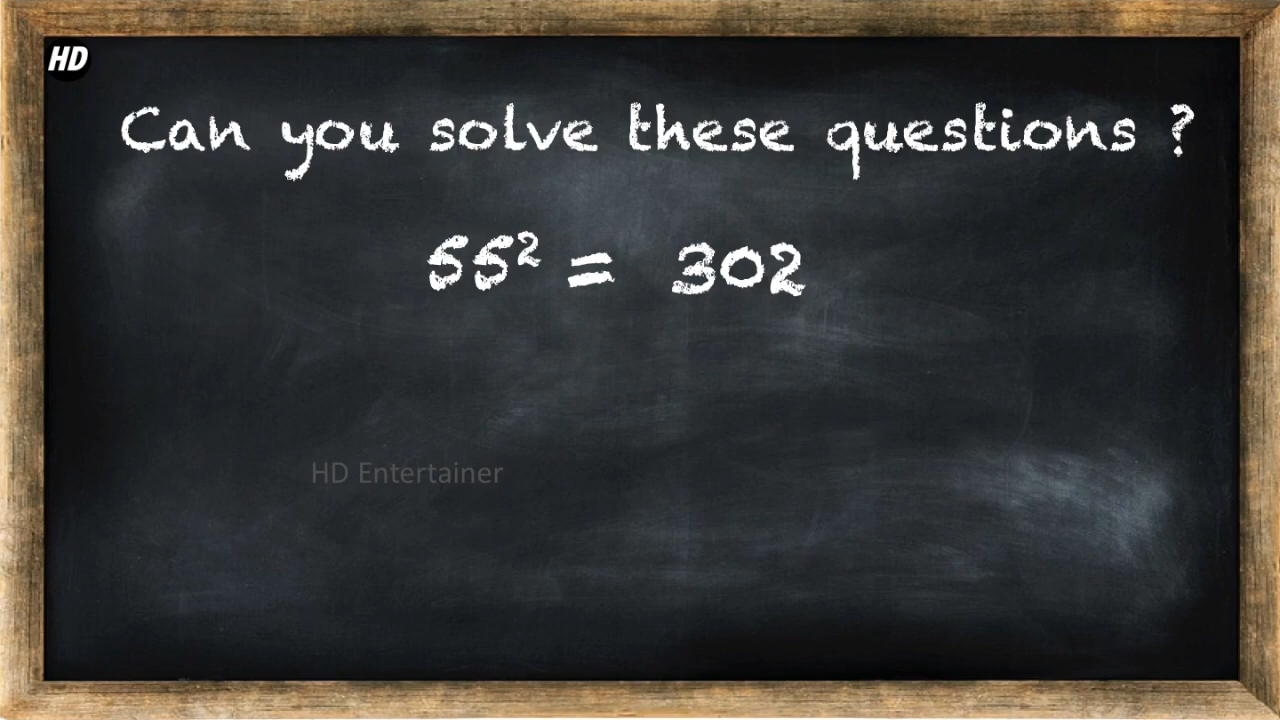 HD
Can you solve these questions ?
55² = 302
HD Entertainer